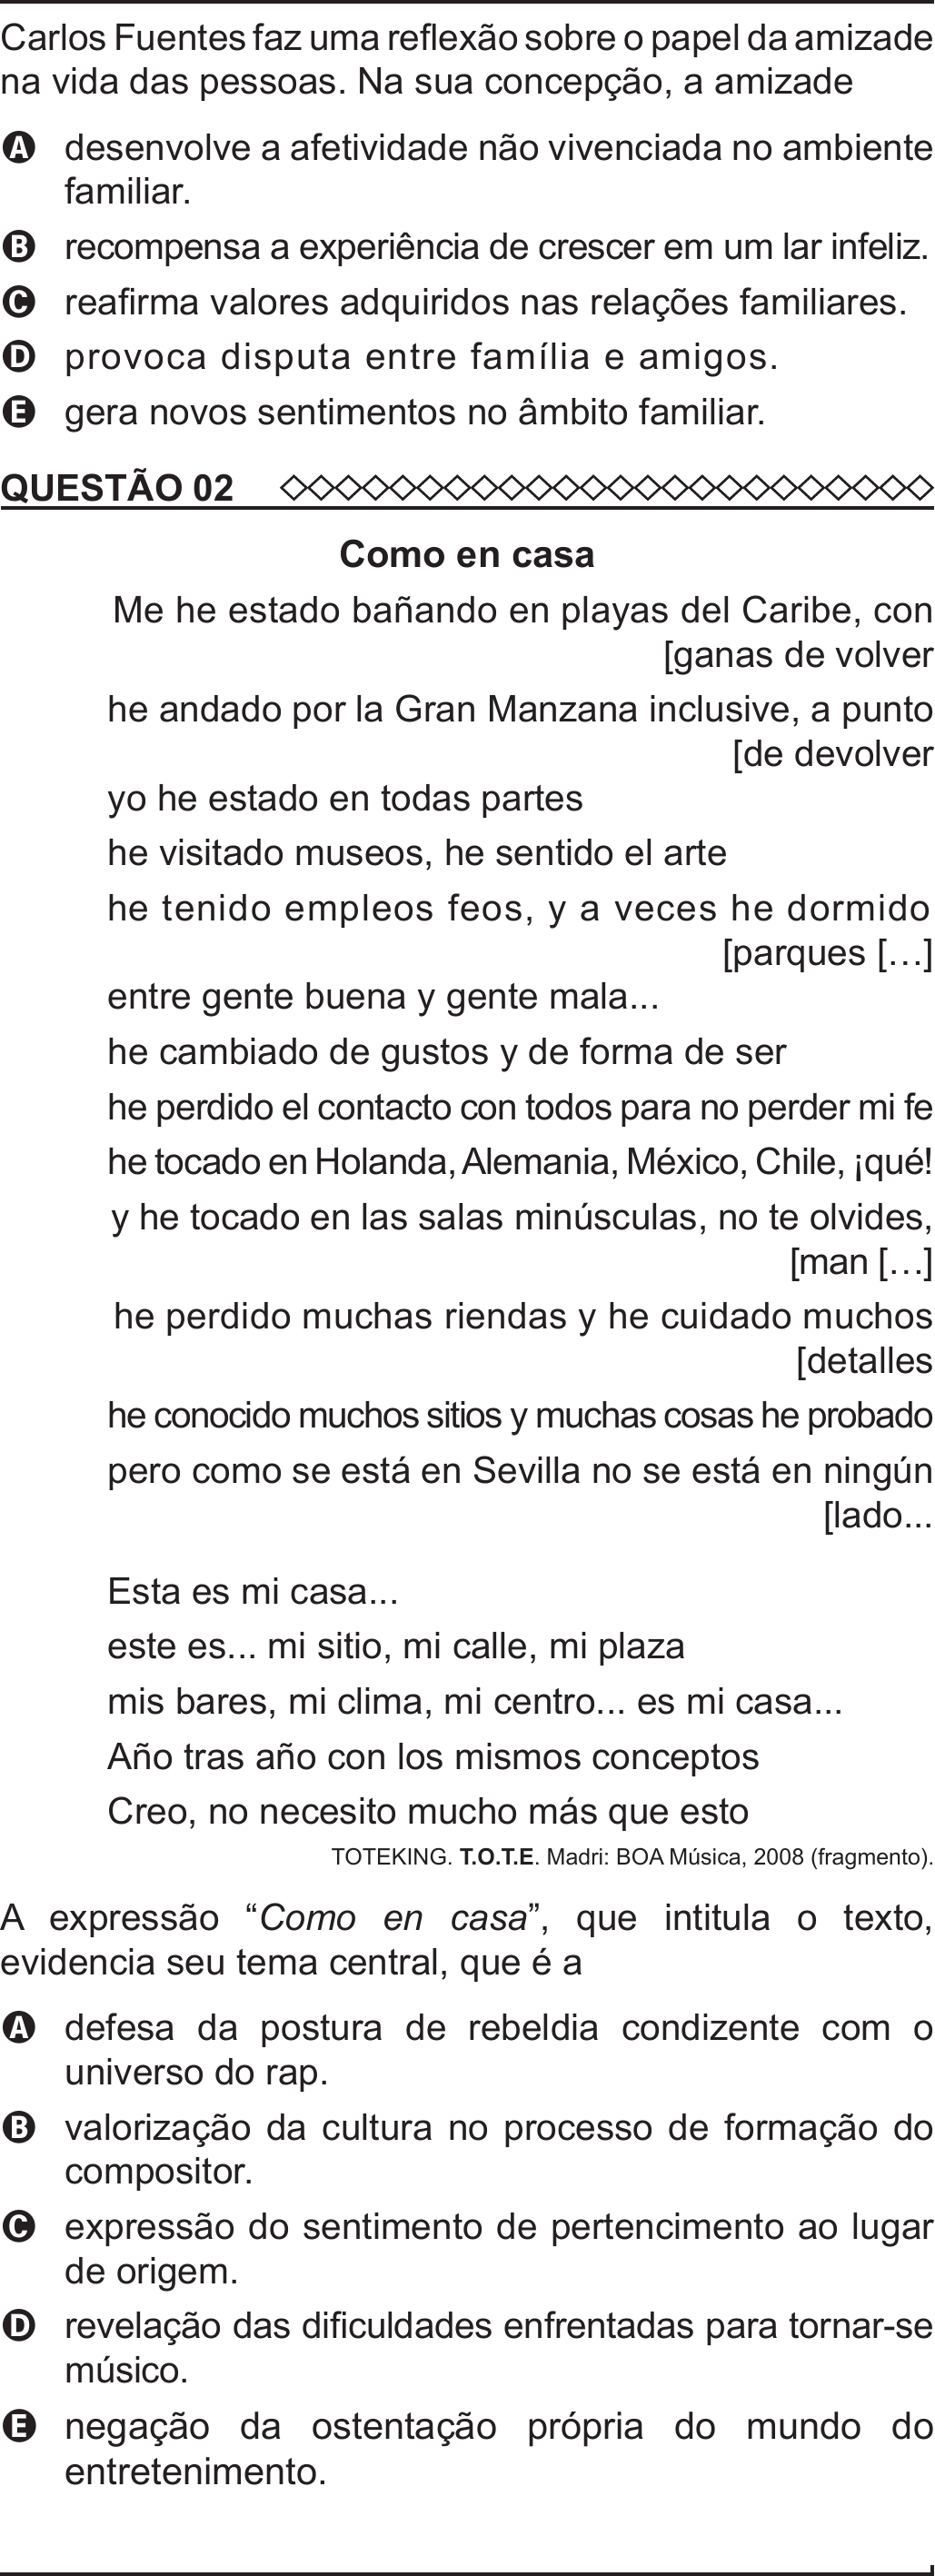 Carlos Fuentes faz uma reflexão sobre o papel da amizade
na vida das pessoas. Na sua concepção, a amizade
A desenvolve a afetividade não vivenciada no ambiente
familiar.
B recompensa a experiência de crescer em um lar infeliz.
C reafirma valores adquiridos nas relações familiares.
D provoca disputa entre família e amigos.
E gera novos sentimentos no âmbito familiar.
QUESTÃO 02
Como en casa
Me he estado bañando en playas del Caribe, con
[ganas de volver
he andado por la Gran Manzana inclusive, a punto
[de devolver
yo he estado en todas partes
he visitado museos, he sentido el arte
he tenido empleos feos, y a veces he dormido
[parques […]
entre gente buena y gente mala...
he cambiado de gustos y de forma de ser
he perdido el contacto con todos para no perder mi fe
he tocado en Holanda, Alemania, México, Chile, ¡qué!
y he tocado en las salas minúsculas, no te olvides,
[man […]
he perdido muchas riendas y he cuidado muchos
[detalles
he conocido muchos sitios y muchas cosas he probado
pero como se está en Sevilla no se está en ningún
[lado...
Esta es mi casa...
este es... mi sitio, mi calle, mi plaza
mis bares, mi clima, mi centro... es mi casa...
Año tras año con los mismos conceptos
Creo, no necesito mucho más que esto
TOTEKING. T.O.T.E. Madri: BOA Música, 2008 (fragmento).
A expressão “Como en casa”, que intitula o texto,
evidencia seu tema central, que é a
A defesa da postura de rebeldia condizente com o
universo do rap.
B valorização da cultura no processo de formação do
compositor.
C expressão do sentimento de pertencimento ao lugar
de origem.
D revelação das dificuldades enfrentadas para tornar-se
músico.
E negação da ostentação própria do mundo do
entretenimento.